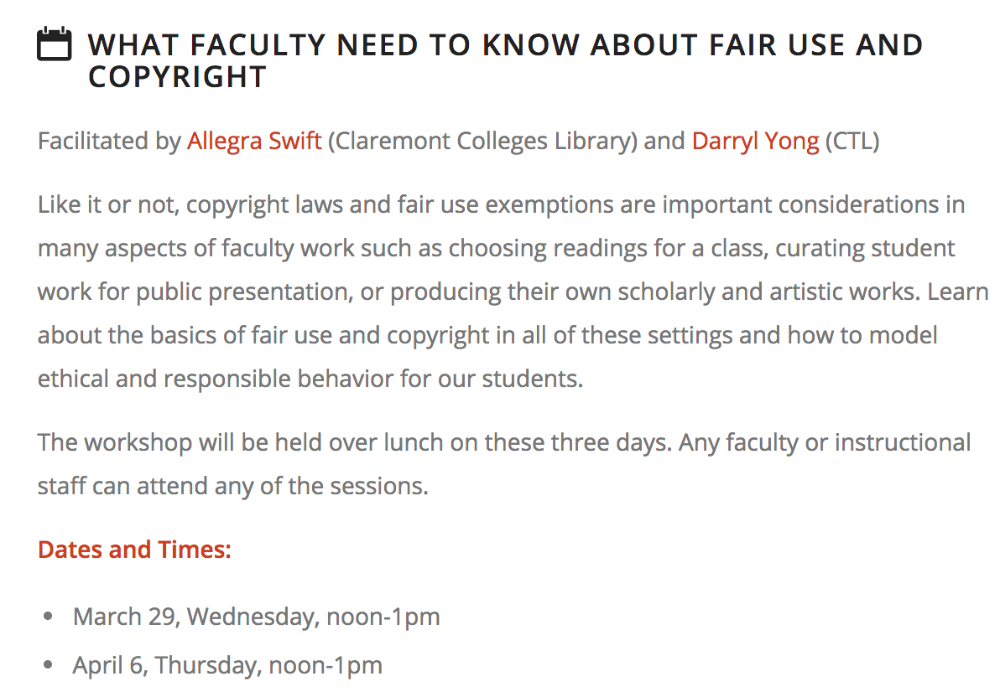 WHAT FACULTY NEED TO KNOW ABOUT FAIR USE AND
COPYRIGHT
Facilitated by Allegra Swift (Claremont Colleges Library) and Darryl Yong (CTL)
Like it or not, copyright laws and fair use exemptions are important considerations in
many aspects of faculty work such as choosing readings for a class, curating student
work for public presentation, or producing their own scholarly and artistic works. Learn
about the basics of fair use and copyright in all of these settings and how to model
ethical and responsible behavior for our students.
The workshop will be held over lunch on these three days. Any faculty or instructional
staff can attend any of the sessions.
Dates and Times:
• March 29, Wednesday, noon-1pm
• April 6, Thursday, noon-1pm